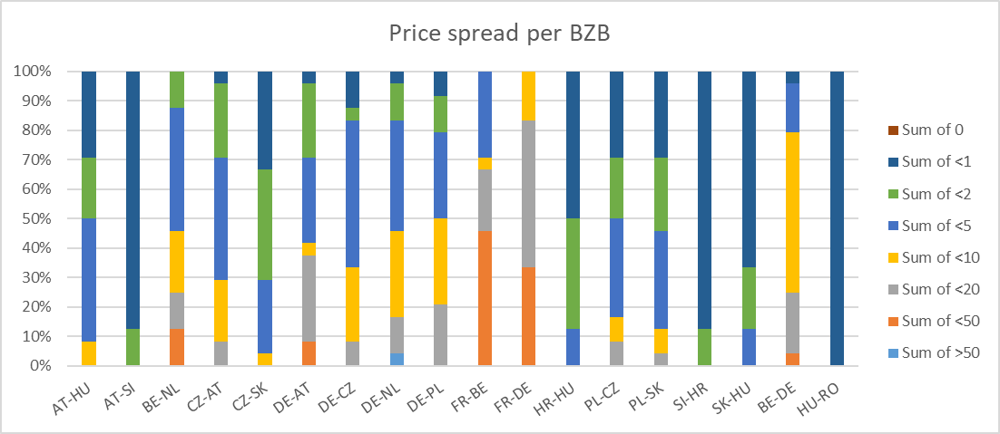 Price spread per BZB
100%
90%
80%
70%
60%
50%
40%
30%
20%
10%
0%
AT-HU
AT-SI
BE-NL
CZ-AT
CZ-SK
DE-AT
DE-CZ
DE-NL
DE-PL
FR-BE
FR-DE
HR-HU
PL-CZ
PL-SK
SI-HR
SK-HU
BE-DE
HU-RO
Sum of 0
Sum of <1
Sum of <2
Sum of <5
Sum of <10
Sum of <20
Sum of <50
Sum of >50